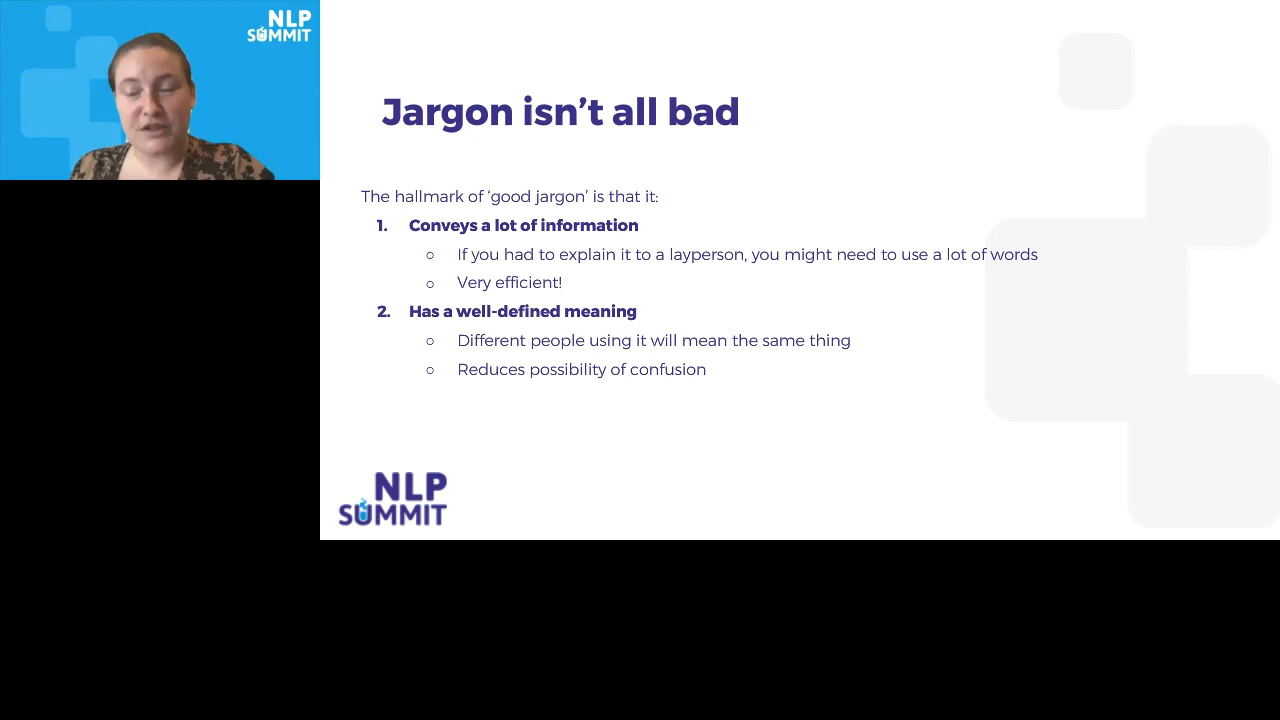 NLP
SUMMIT
Jargon isn’t all bad
The hallmark of ‘good jargon’ is that it:
1. Conveys a lot of information
○ If you had to explain it to a layperson, you might need to use a lot of words
○ Very efficient!
2. Has a well-defined meaning
○ Different people using it will mean the same thing
○ Reduces possibility of confusion
NLP
SUMMIT